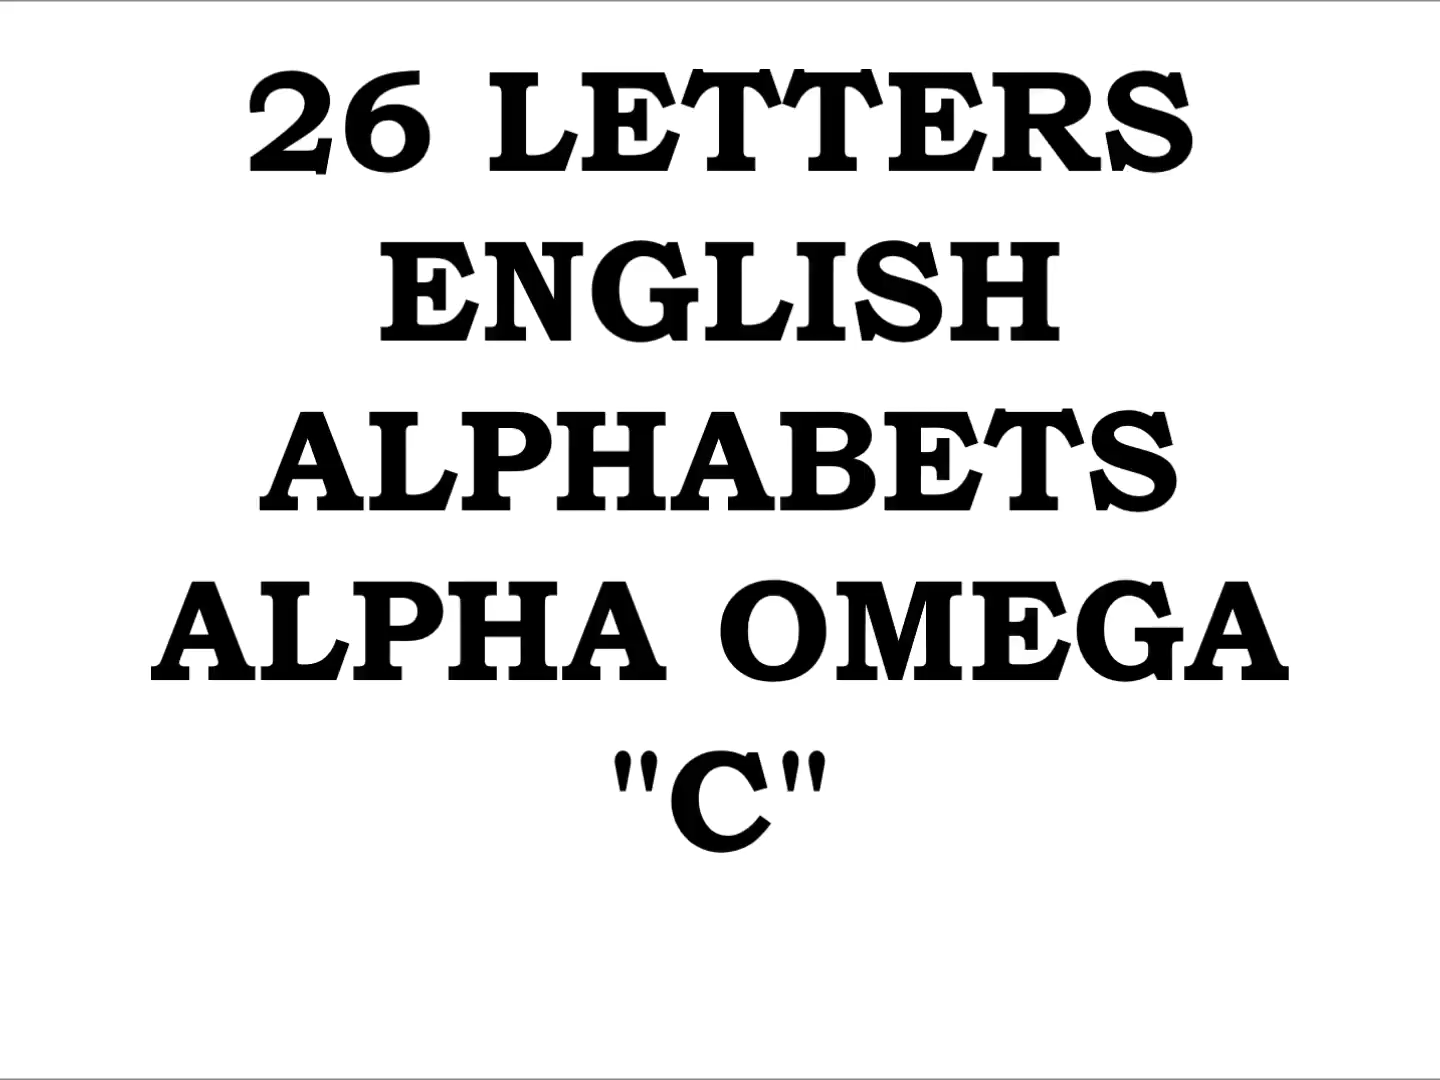 26 LETTERS
ENGLISH
ALPHABETS
ALPHA OMEGA
"C"